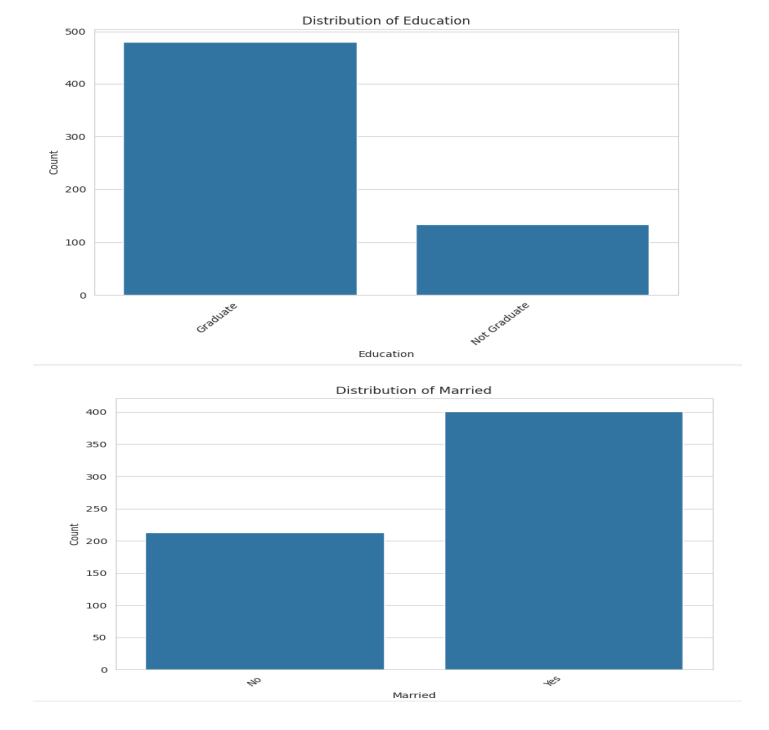 Distribution of Education
500
400
300
200
100
0
Count
Graduate
Not Graduate
Education
Distribution of Married
400
350
300
250
200
150
100
50
0
Count
No
Yes
Married